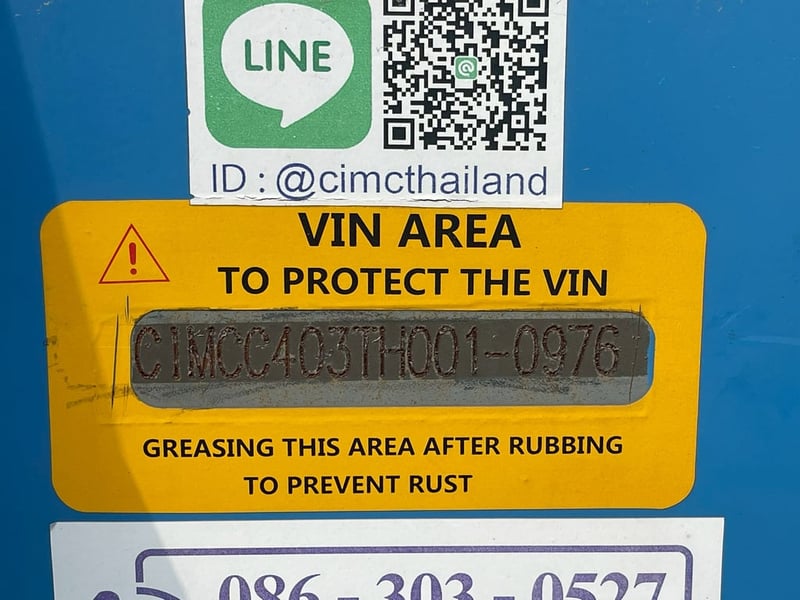 LINE
ID : @cimcthailand
VIN AREA
TO PROTECT THE VIN
CIMCC403TH001-0976
GREASING THIS AREA AFTER RUBBING
TO PREVENT RUST
086 - 303 - 0527